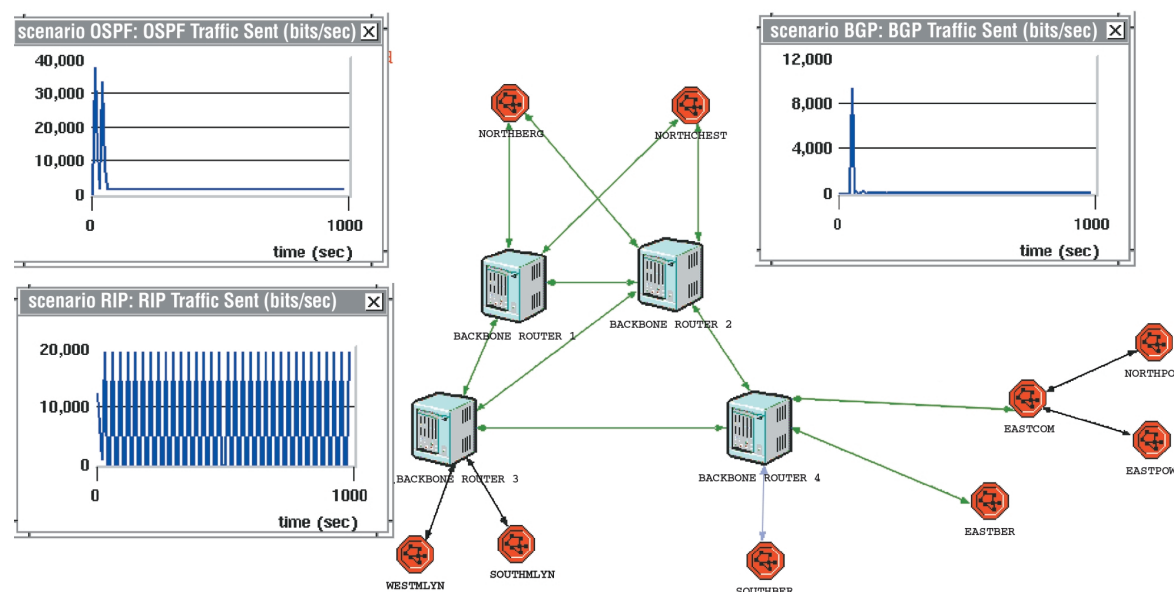 scenario OSPF: OSPF Traffic Sent (bits/sec)
40,000
30,000
20,000
10,000
0
0
1000
time (sec)
scenario BGP: BGP Traffic Sent (bits/sec)
12,000
8,000
4,000
0
0
1000
time (sec)
scenario RIP: RIP Traffic Sent (bits/sec)
20,000
10,000
0
0
1000
time (sec)
NORTHBERG
NORTHCHEST
BACKBONE ROUTER 1
BACKBONE ROUTER 2
BACKBONE ROUTER 3
BACKBONE ROUTER 4
NORTHPO
EASTCOM
EASTPOW
EASTBER
WESTMLYN
SOUTHMLYN
SOUTHBER